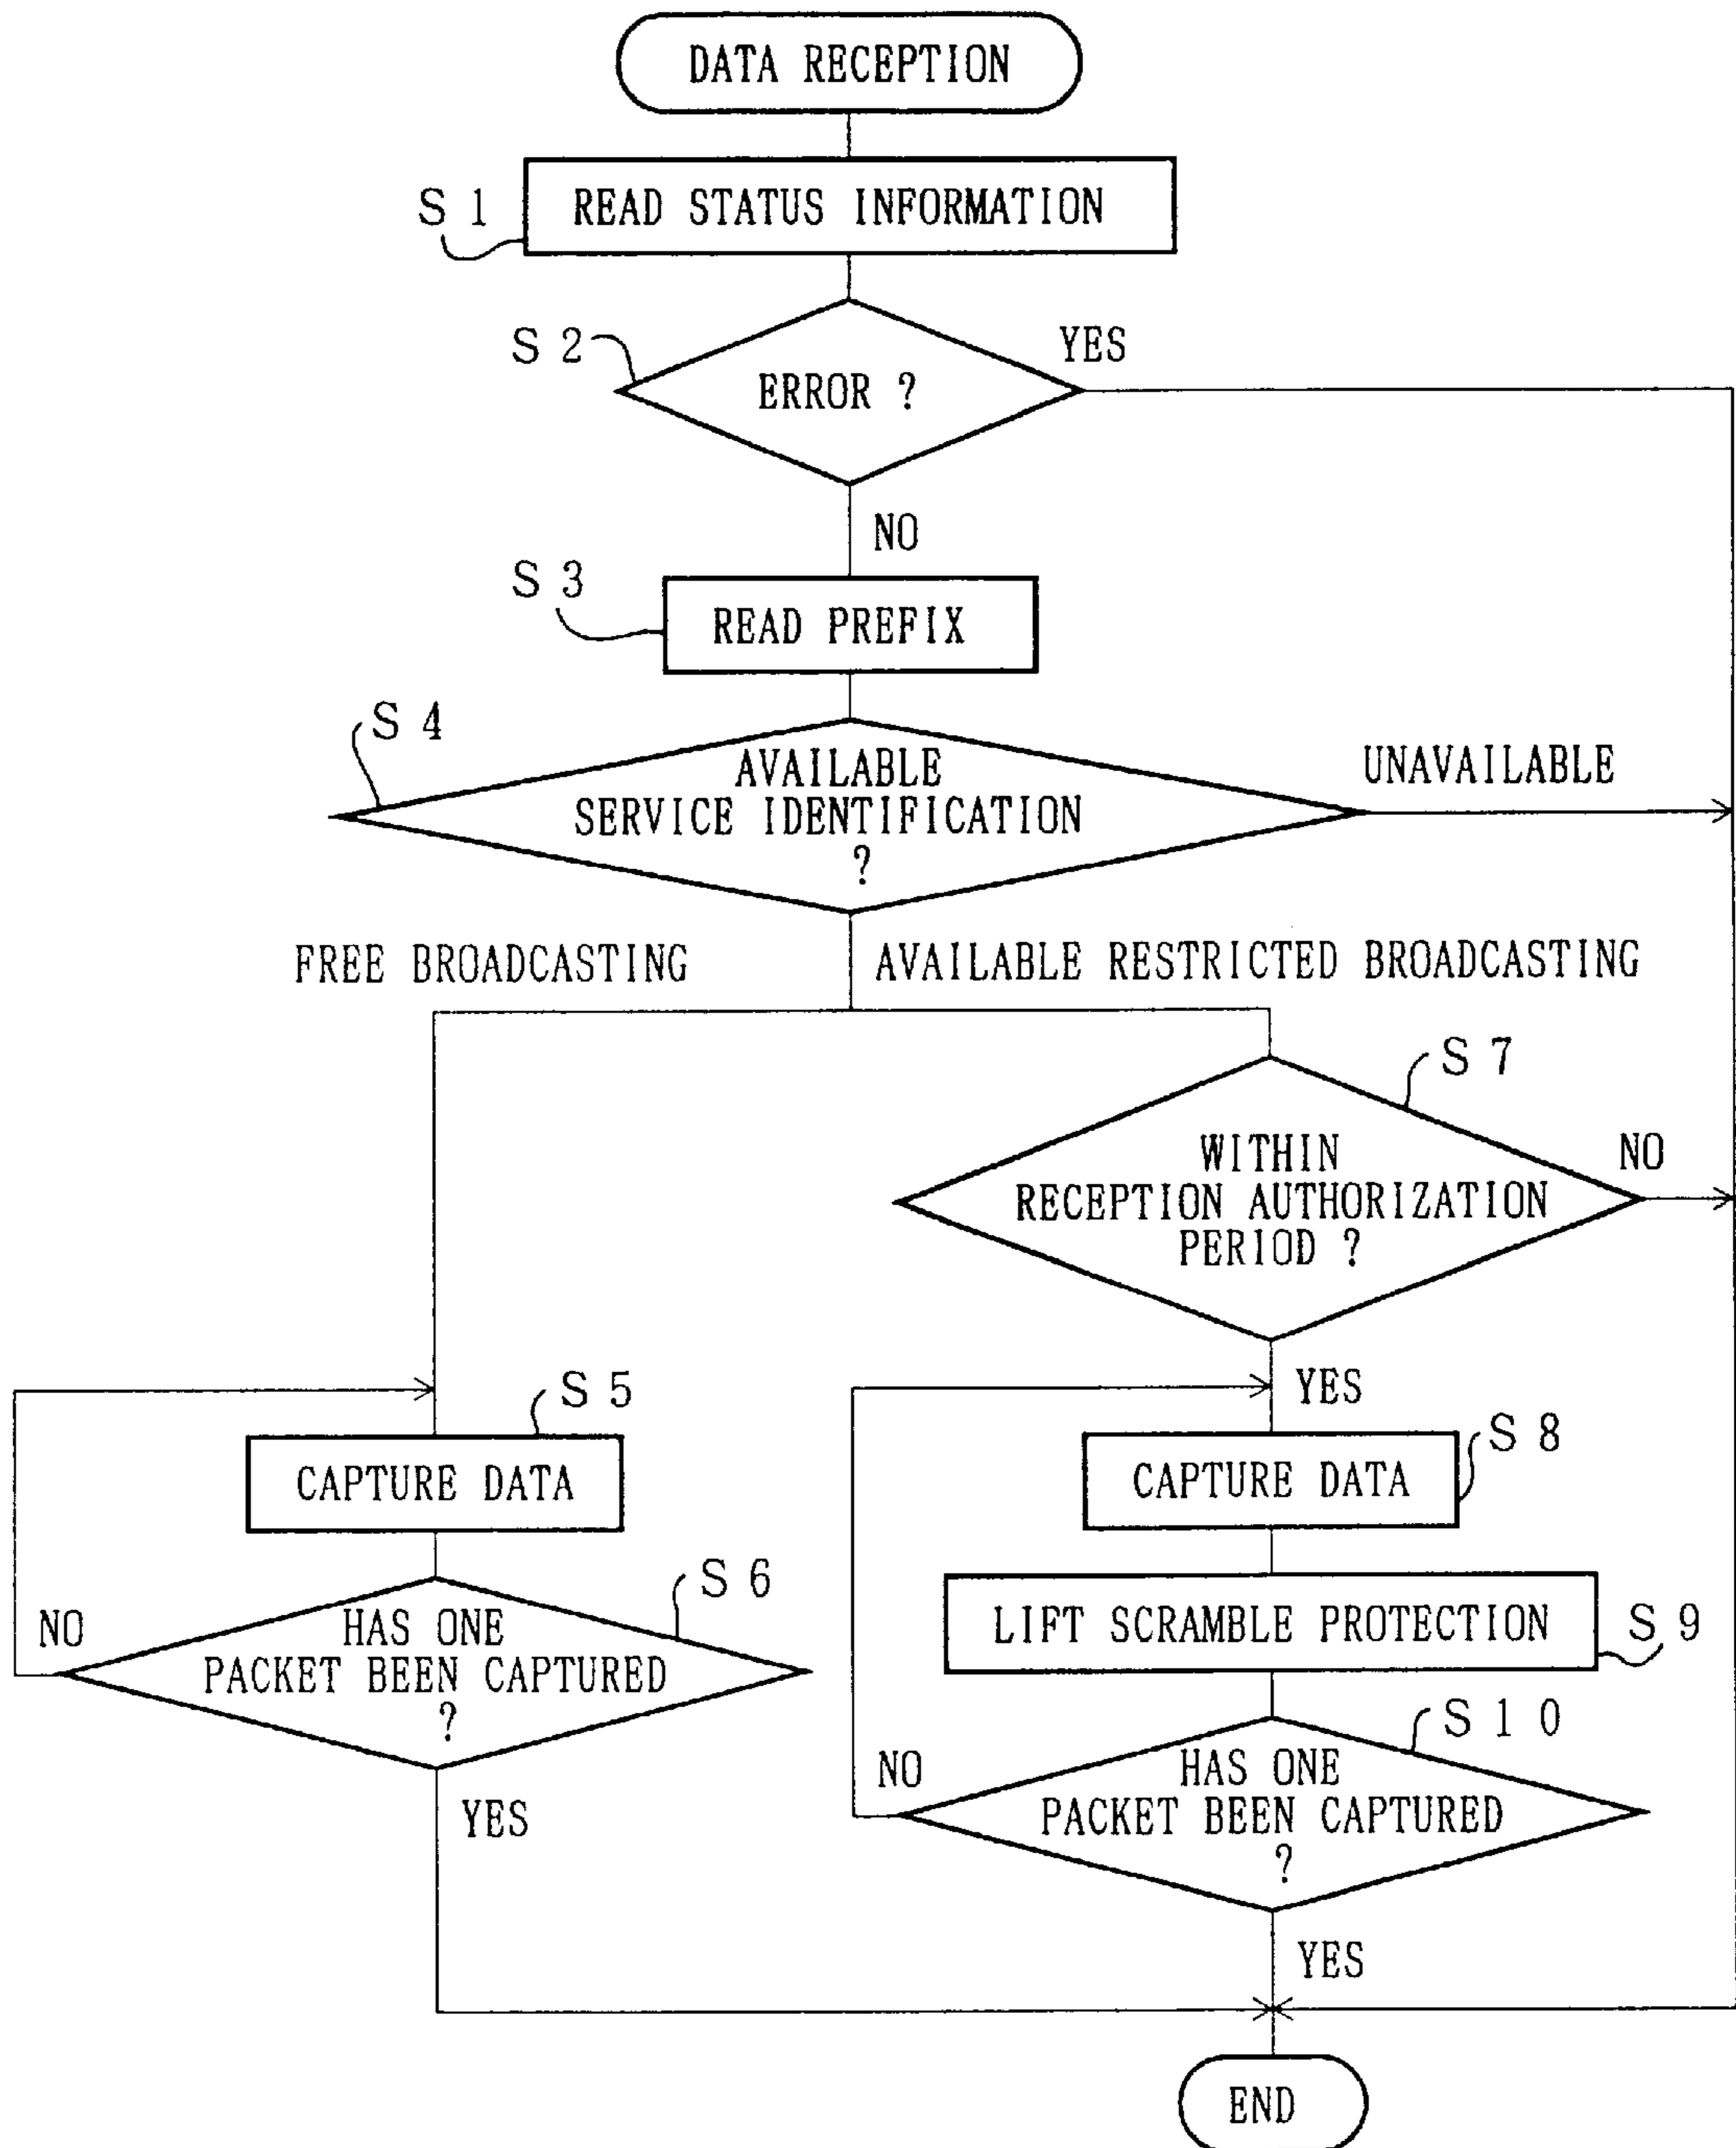 DATA RECEPTION
S 1
READ STATUS INFORMATION
S 2
YES
ERROR ?
NO
S 3
READ PREFIX
S 4
AVAILABLE
SERVICE IDENTIFICATION
?
UNAVAILABLE
FREE BROADCASTING
AVAILABLE RESTRICTED BROADCASTING
S 7
WITHIN
RECEPTION AUTHORIZATION
PERIOD ?
NO
YES
S 5
CAPTURE DATA
S 8
CAPTURE DATA
S 6
NO
HAS ONE
PACKET BEEN CAPTURED
?
YES
LIFT SCRAMBLE PROTECTION
S 9
S 1 0
NO
HAS ONE
PACKET BEEN CAPTURED
?
YES
END